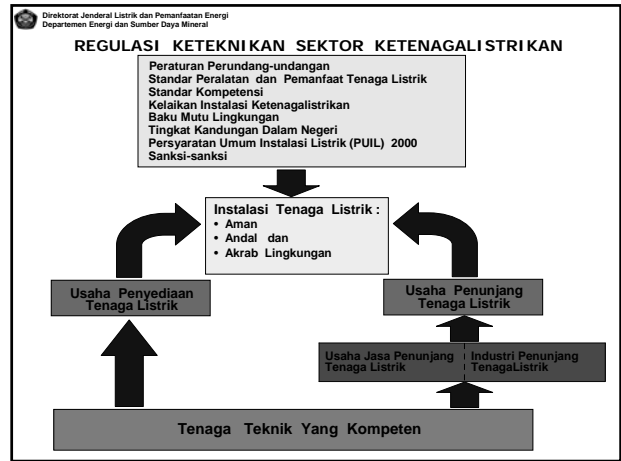 Direktorat Jenderal Listrik dan Pemanfaatan Energi
Departemen Energi dan Sumber Daya Mineral
REGULASI KETEKNIKAN SEKTOR KETENAGALISTRIKAN
Peraturan Perundang-undangan
Standar Peralatan dan Pemanfaat Tenaga Listrik
Standar Kompetensi
Kelaikan Instalasi Ketenagalistrikan
Baku Mutu Lingkungan
Tingkat Kandungan Dalam Negeri
Persyaratan Umum Instalasi Listrik (PUIL) 2000
Sanksi-sanksi
Instalasi Tenaga Listrik :
• Aman
• Andal dan
• Akrab Lingkungan
Usaha Penyediaan
Tenaga Listrik
Usaha Penunjang
Tenaga Listrik
Usaha Jasa Penunjang
Tenaga Listrik
Industri Penunjang
TenagaListrik
Tenaga Teknik Yang Kompeten